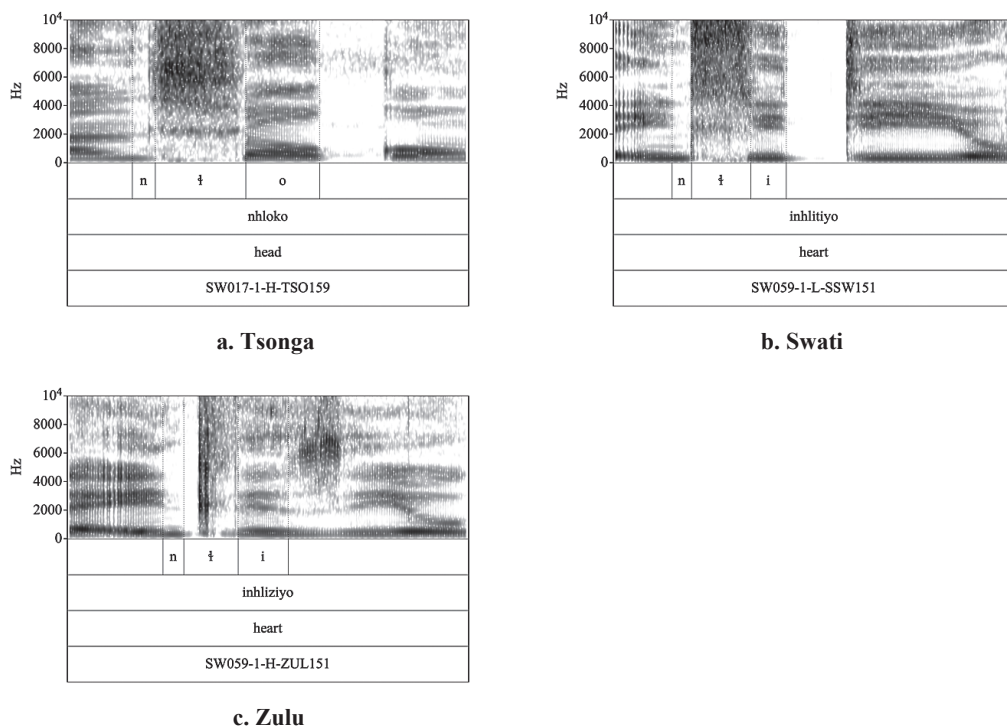 10⁴
8000
6000
4000
2000
0
Hz
n ɬ o
nhloko
head
SW017-1-H-TSO159
a. Tsonga
10⁴
8000
6000
4000
2000
0
Hz
n ɬ i
inhlitiyo
heart
SW059-1-L-SSW151
b. Swati
10⁴
8000
6000
4000
2000
0
Hz
n ɬ i
inhliziyo
heart
SW059-1-H-ZUL151
c. Zulu